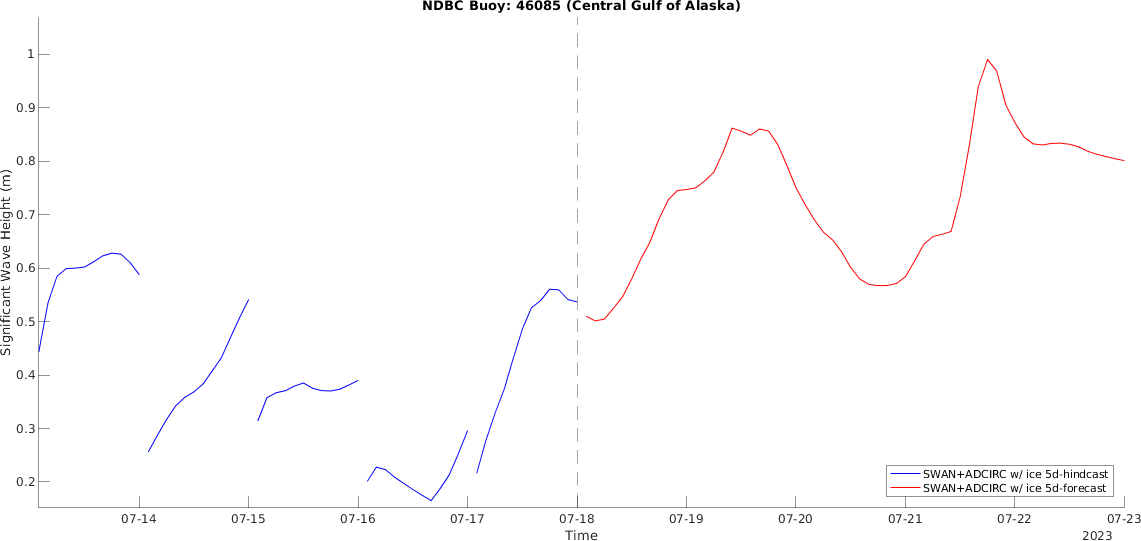 NDBC Buoy: 46085 (Central Gulf of Alaska)
Significant Wave Height (m)
1
0.9
0.8
0.7
0.6
0.5
0.4
0.3
0.2
SWAN+ADCIRC w/ ice 5d-hindcast
SWAN+ADCIRC w/ ice 5d-forecast
07-14 07-15 07-16 07-17 07-18 07-19 07-20 07-21 07-22 07-23
Time
2023